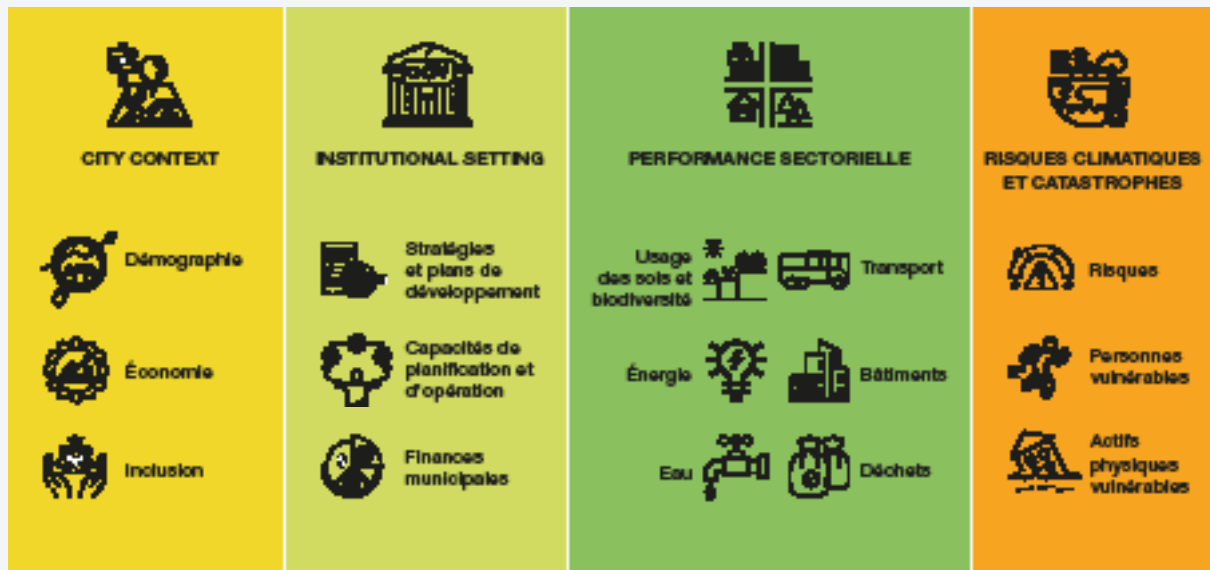 CITY CONTEXT
Démographie
Économie
Inclusion
INSTITUTIONAL SETTING
Stratégies
et plans de
développement
Capacités de
planification et
d'opération
Finances
municipales
PERFORMANCE SECTORIELLE
Usage
des sols et
biodiversité
Transport
Énergie
Bâtiments
Eau
Déchets
RISQUES CLIMATIQUES
ET CATASTROPHES
Risques
Personnes
vulnérables
Actifs
physiques
vulnérables